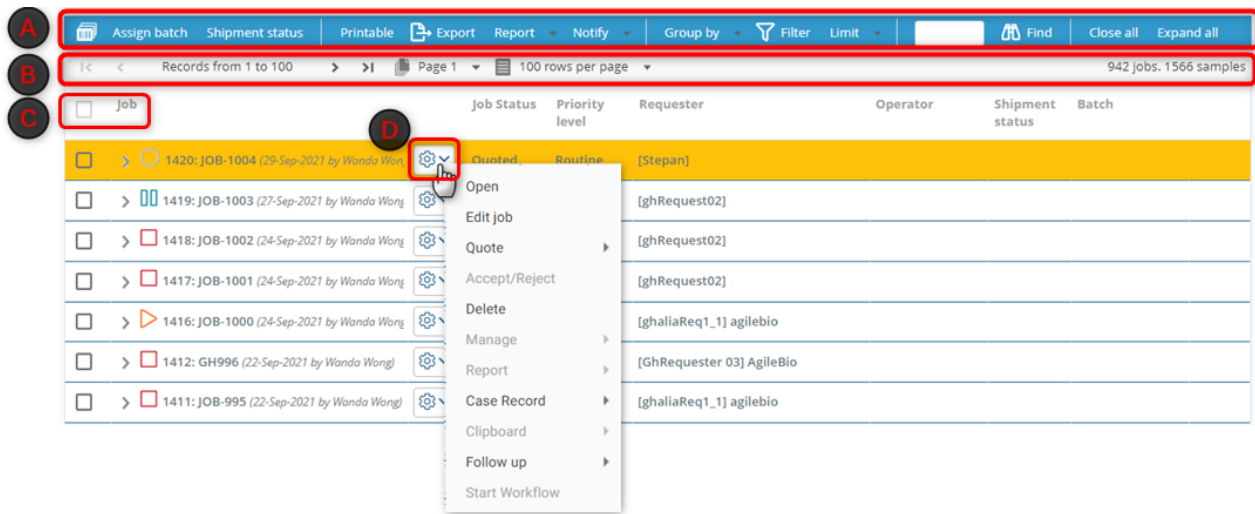 A
Assign batch Shipment status Printable Export Report Notify Group by Filter Limit Find Close all Expand all
B
Records from 1 to 100 Page 1 100 rows per page 942 jobs. 1566 samples
C
Job Job Status Priority level Requester Operator Shipment status Batch
D
1420: JOB-1004 (29-Sep-2021 by Wanda Won Quoted Routine [Stepan]
Open
1419: JOB-1003 (27-Sep-2021 by Wanda Wong [ghRequest02]
Edit job
1418: JOB-1002 (24-Sep-2021 by Wanda Wong [ghRequest02]
Quote
1417: JOB-1001 (24-Sep-2021 by Wanda Wong [ghRequest02]
Accept/Reject
Delete
1416: JOB-1000 (24-Sep-2021 by Wanda Wong [ghaliaReq1_1] agilebio
Manage
1412: GH996 (22-Sep-2021 by Wanda Wong) [GhRequester 03] AgileBio
Report
1411: JOB-995 (22-Sep-2021 by Wanda Wong) [ghaliaReq1_1] agilebio
Case Record
Clipboard
Follow up
Start Workflow